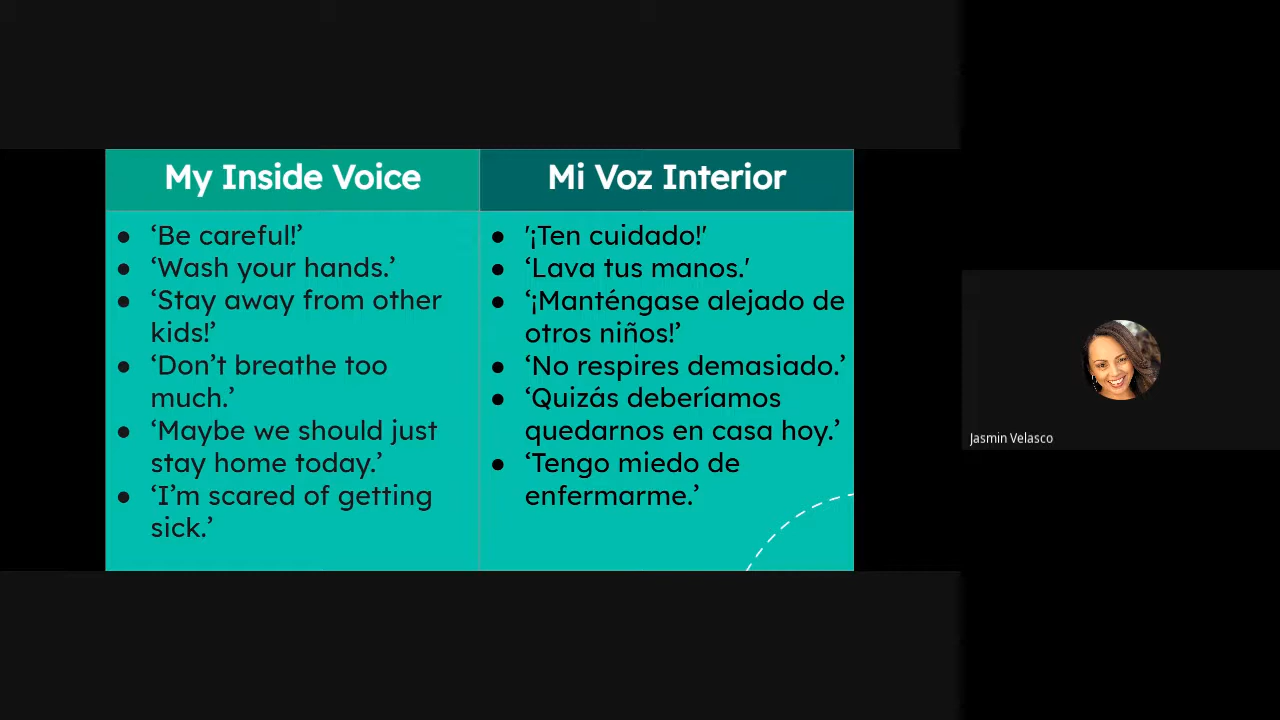 My Inside Voice
● ‘Be careful!’
● ‘Wash your hands.’
● ‘Stay away from other
kids!’
● ‘Don’t breathe too
much.’
● ‘Maybe we should just
stay home today.’
● ‘I’m scared of getting
sick.’
Mi Voz Interior
● '¡Ten cuidado!'
● ‘Lava tus manos.'
● ‘¡Manténgase alejado de
otros niños!’
● ‘No respires demasiado.’
● ‘Quizás deberíamos
quedarnos en casa hoy.’
● ‘Tengo miedo de
enfermarme.’
Jasmin Velasco